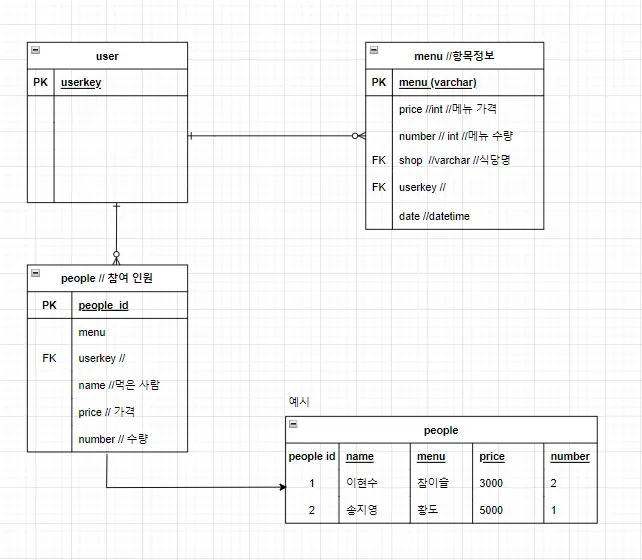 user
PK userkey
menu //항목정보
PK menu (varchar)
price //int //메뉴 가격
number // int //메뉴 수량
FK shop //varchar //식당명
FK userkey //
date //datetime
people // 참여 인원
PK people_id
menu
FK userkey //
name //먹은 사람
price // 가격
number // 수량
예시
people
people id name menu price number
1 이현수 참이슬 3000 2
2 송지영 황도 5000 1